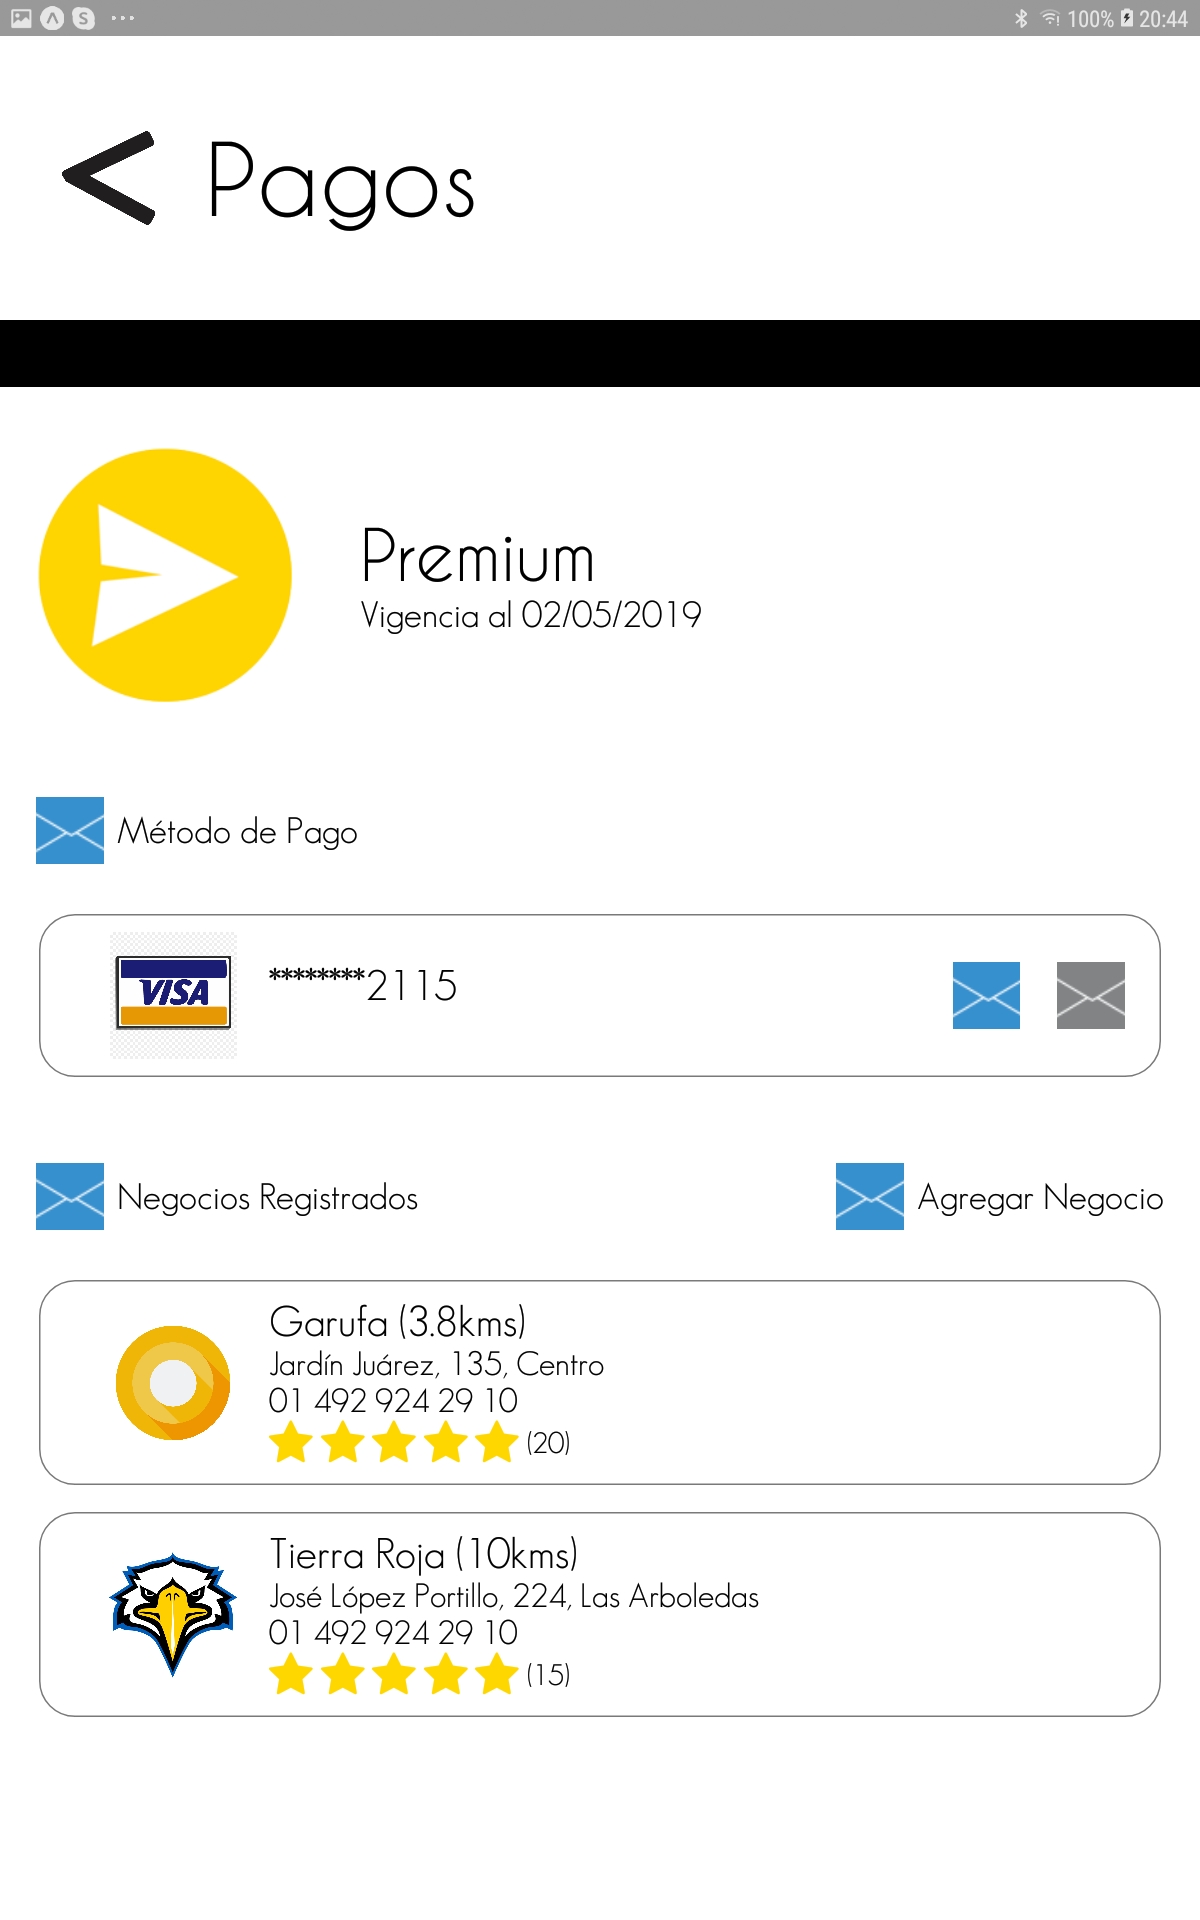 100% 20:44
Pagos
Premium
Vigencia al 02/05/2019
Método de Pago
VISA
********2115
Negocios Registrados
Agregar Negocio
Garufa (3.8kms)
Jardín Juárez, 135, Centro
01 492 924 29 10
(20)
Tierra Roja (10kms)
José López Portillo, 224, Las Arboledas
01 492 924 29 10
(15)